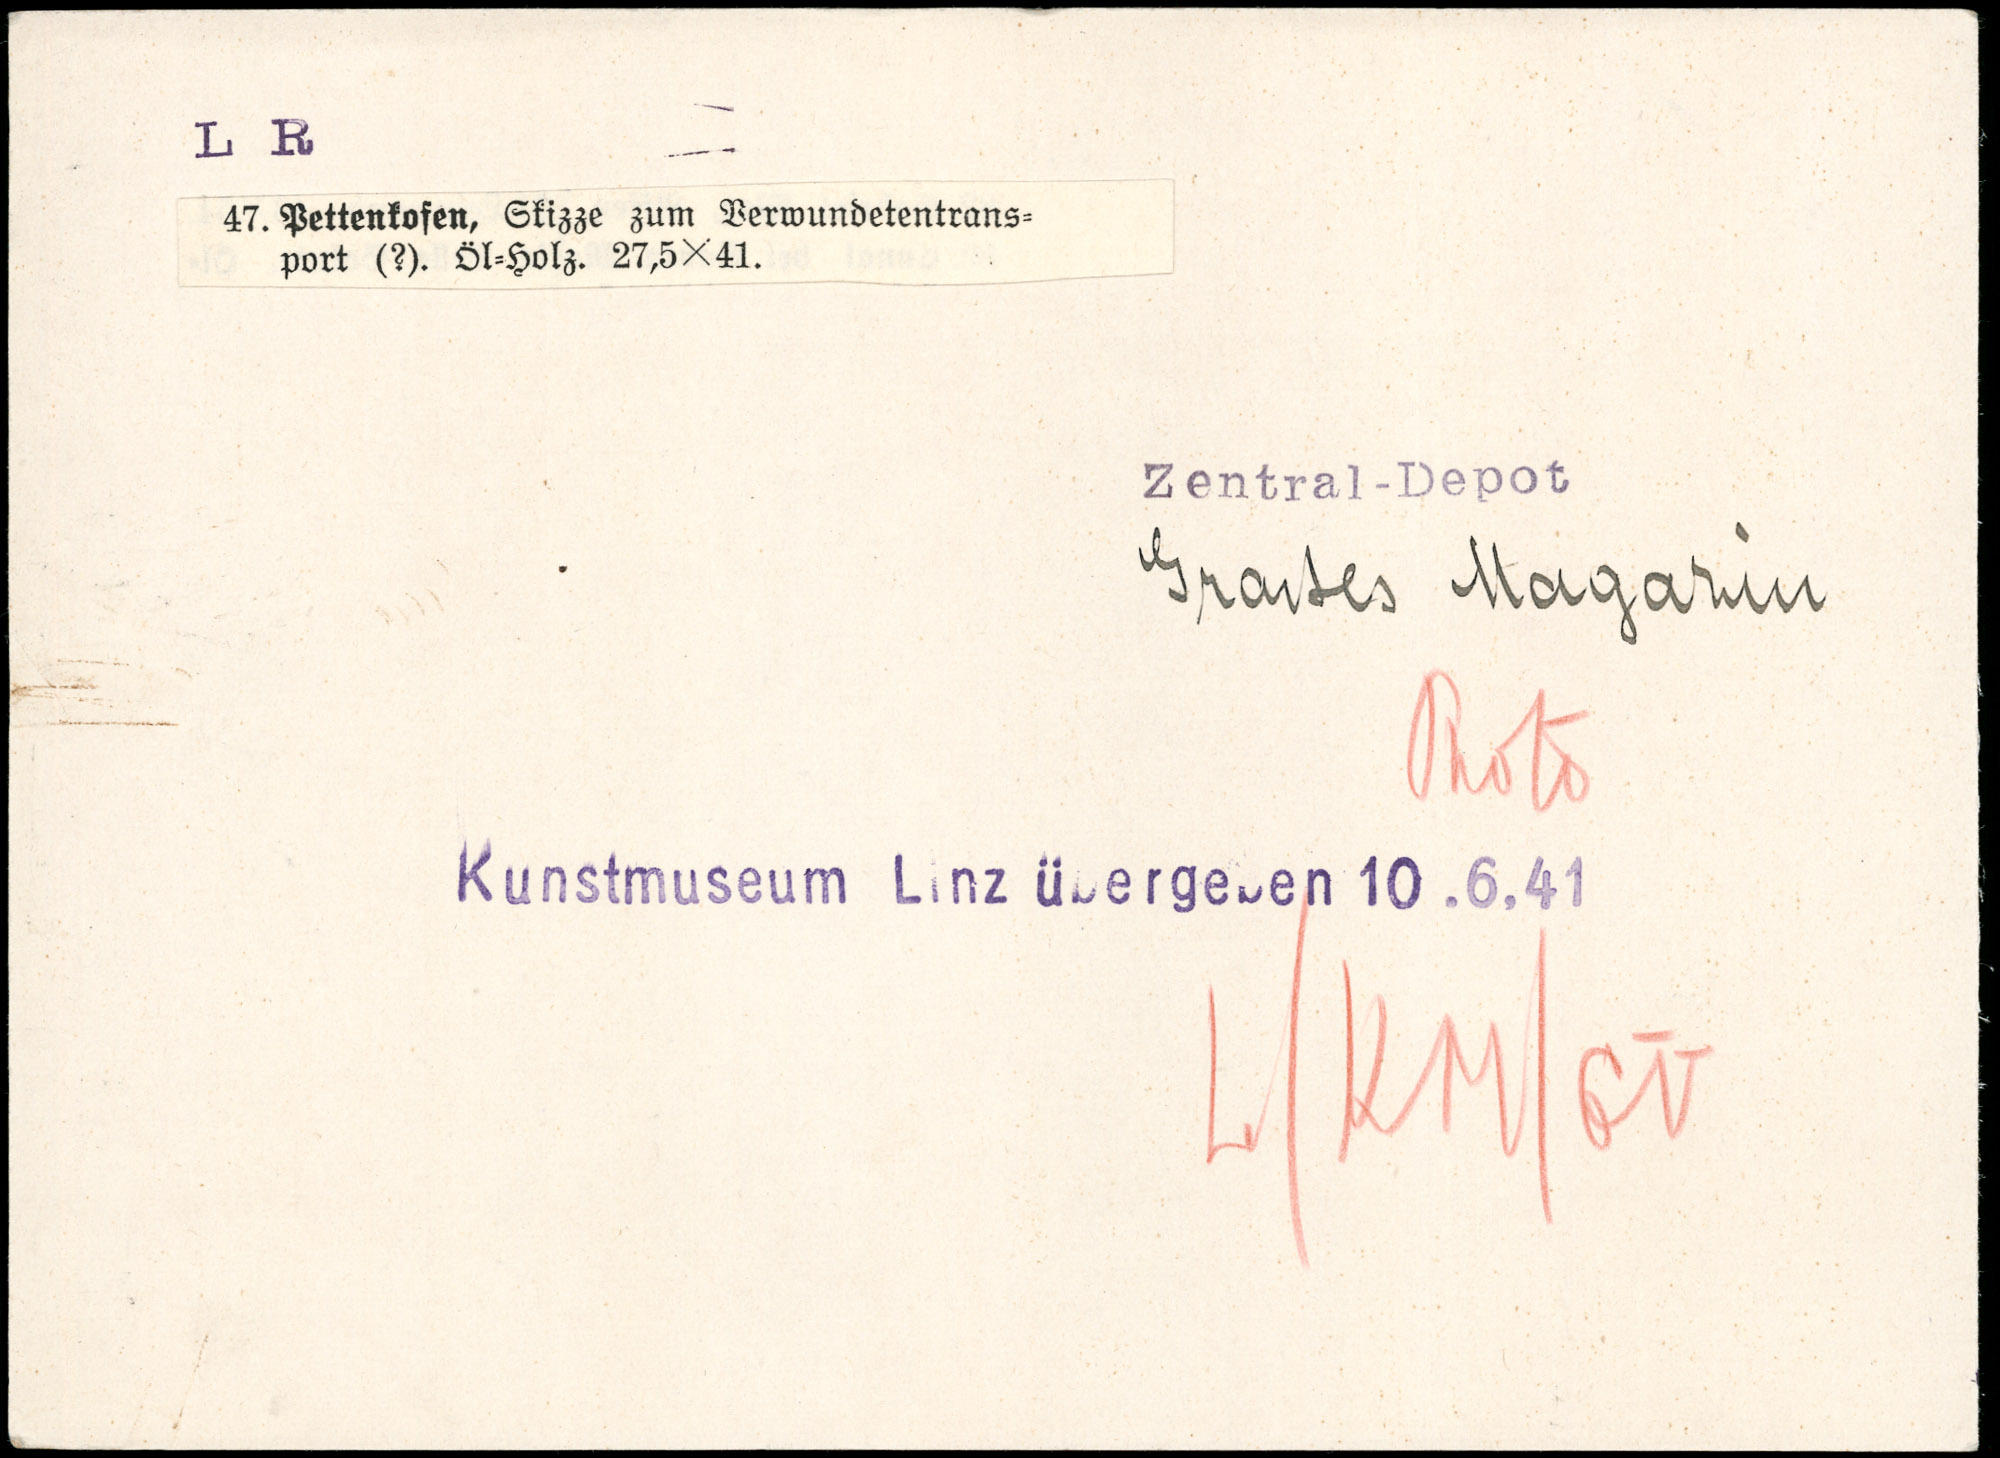 L R
47. Pettenkofen, Skizze zum Verwundetentrans=
port (?). Öl=Holz. 27,5×41.
Zentral-Depot
Magazin
Photo
Kunstmuseum Linz übergeben 10.6.41
L/KM/